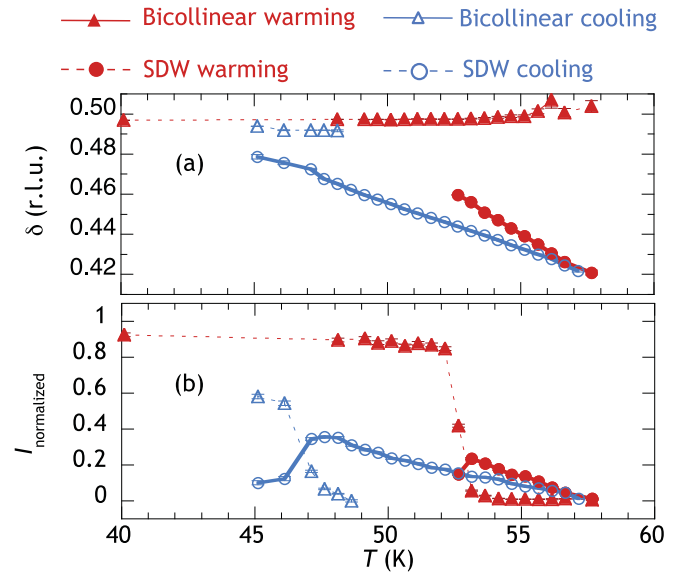 Bicollinear warming Bicollinear cooling
SDW warming SDW cooling
0.50
0.48
0.46
0.44
0.42
δ (r.l.u.)
(a)
1
0.8
0.6
0.4
0.2
0
I normalized
(b)
40 45 50 55 60
T (K)